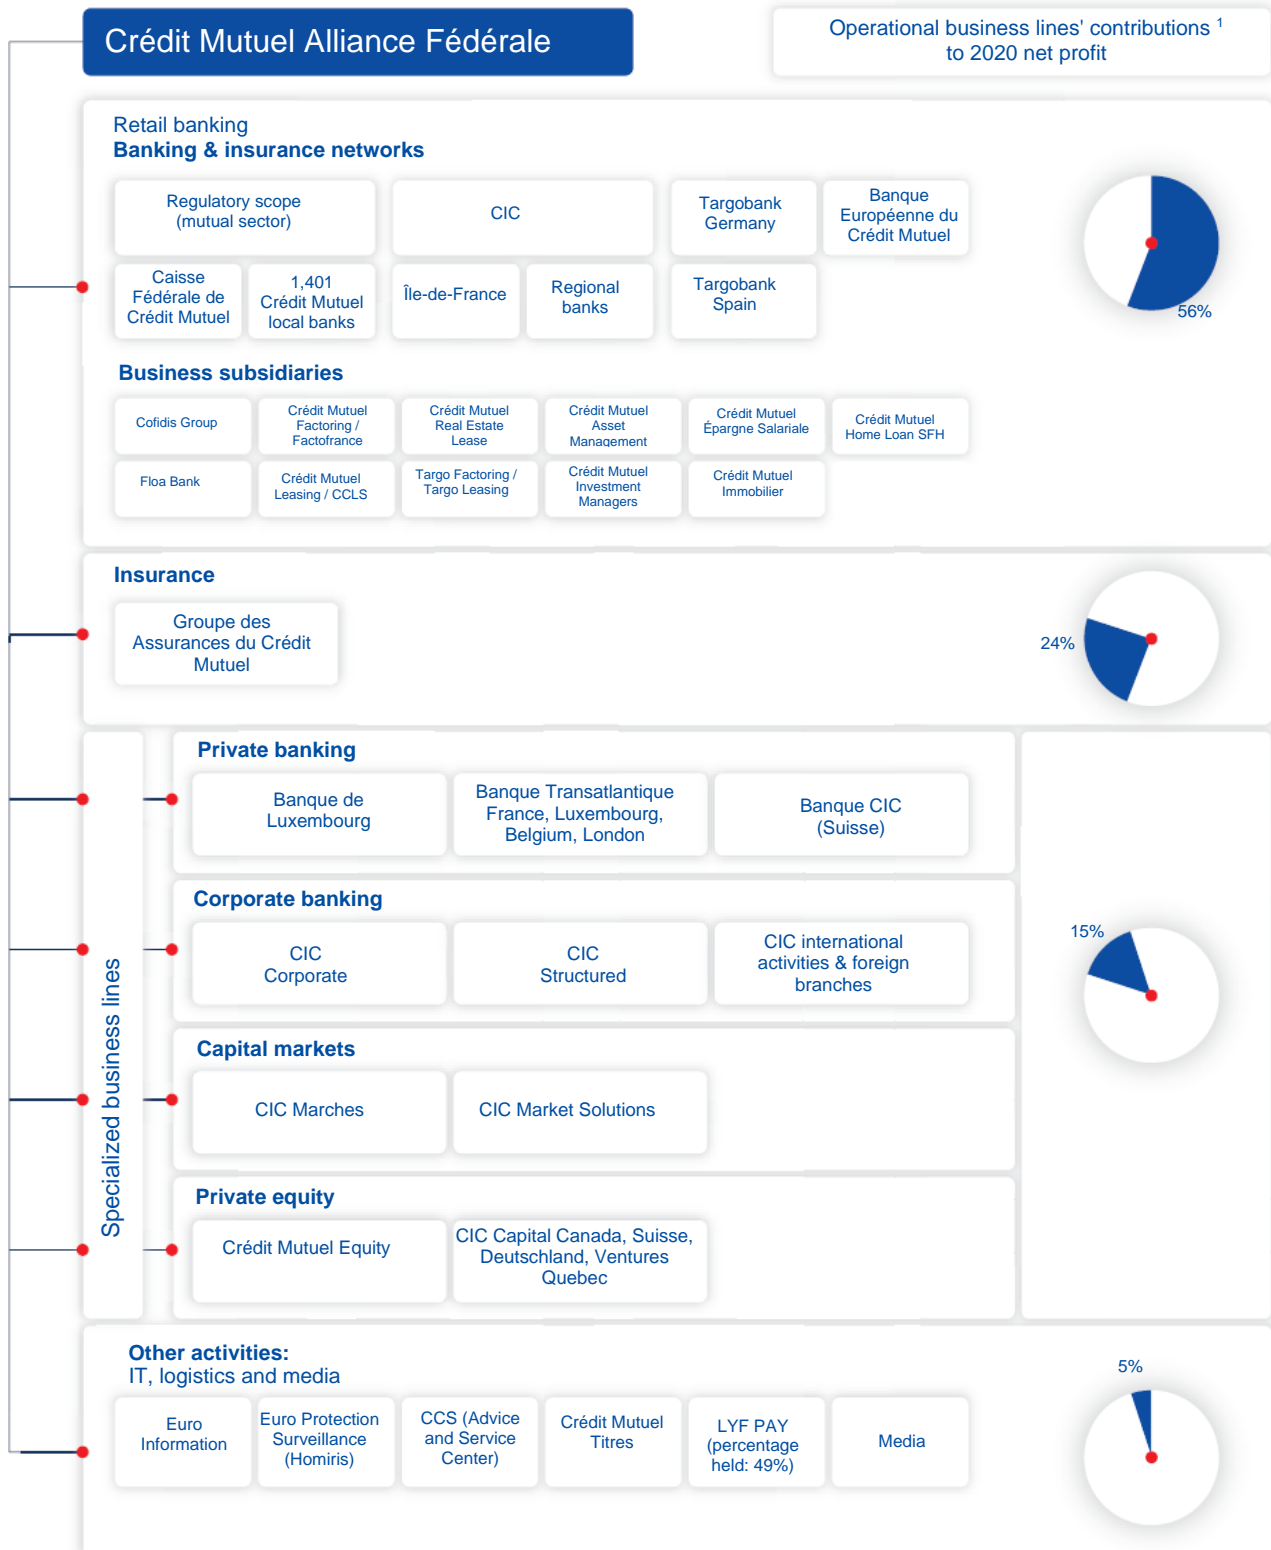 Crédit Mutuel Alliance Fédérale
Operational business lines' contributions 1
to 2020 net profit
Retail banking
Banking & insurance networks
Regulatory scope
(mutual sector)
CIC
Targobank
Germany
Banque
Européenne du
Crédit Mutuel
Caisse
Fédérale de
Crédit Mutuel
1,401
Crédit Mutuel
local banks
Île-de-France
Regional
banks
Targobank
Spain
56%
Business subsidiaries
Cofidis Group
Crédit Mutuel
Factoring /
Factofrance
Crédit Mutuel
Real Estate
Lease
Crédit Mutuel
Asset
Management
Crédit Mutuel
Épargne Salariale
Crédit Mutuel
Home Loan SFH
Floa Bank
Crédit Mutuel
Leasing / CCLS
Targo Factoring /
Targo Leasing
Crédit Mutuel
Investment
Managers
Crédit Mutuel
Immobilier
Insurance
Groupe des
Assurances du Crédit
Mutuel
24%
Specialized business lines
Private banking
Banque de
Luxembourg
Banque Transatlantique
France, Luxembourg,
Belgium, London
Banque CIC
(Suisse)
Corporate banking
CIC
Corporate
CIC
Structured
CIC international
activities & foreign
branches
15%
Capital markets
CIC Marches
CIC Market Solutions
Private equity
Crédit Mutuel Equity
CIC Capital Canada, Suisse,
Deutschland, Ventures
Quebec
Other activities:
IT, logistics and media
Euro
Information
Euro Protection
Surveillance
(Homiris)
CCS (Advice
and Service
Center)
Crédit Mutuel
Titres
LYF PAY
(percentage
held: 49%)
Media
5%